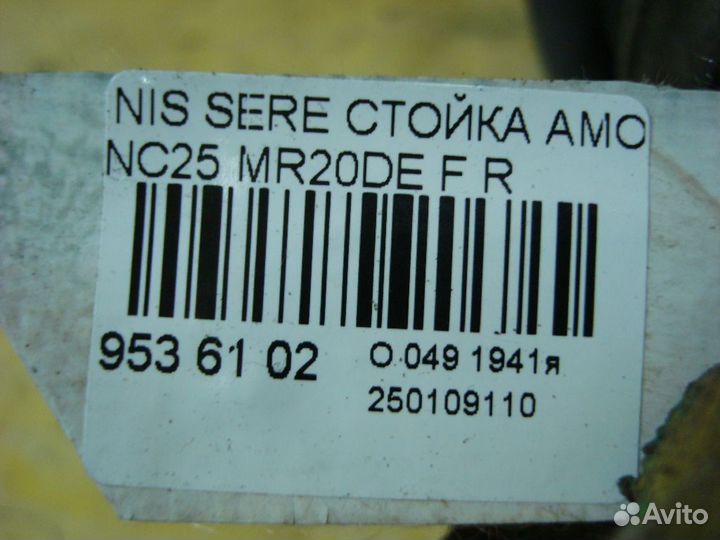 NIS SERE СТОЙКА АМО
NC25 MR20DE F R
953 61 02
О 049 1941я
250109110
Avito